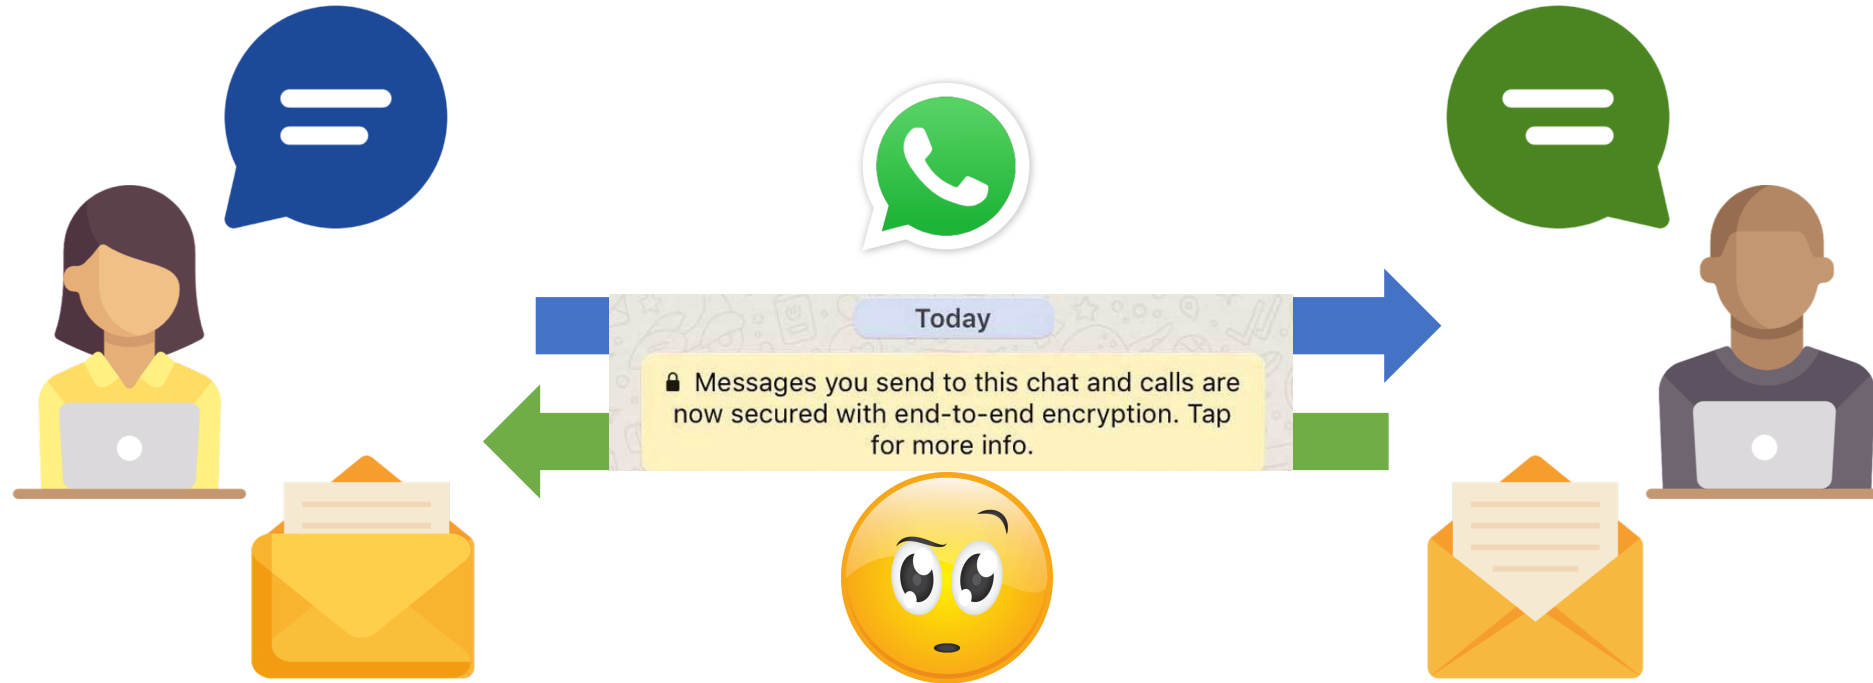 Today
Messages you send to this chat and calls are
now secured with end-to-end encryption. Tap
for more info.